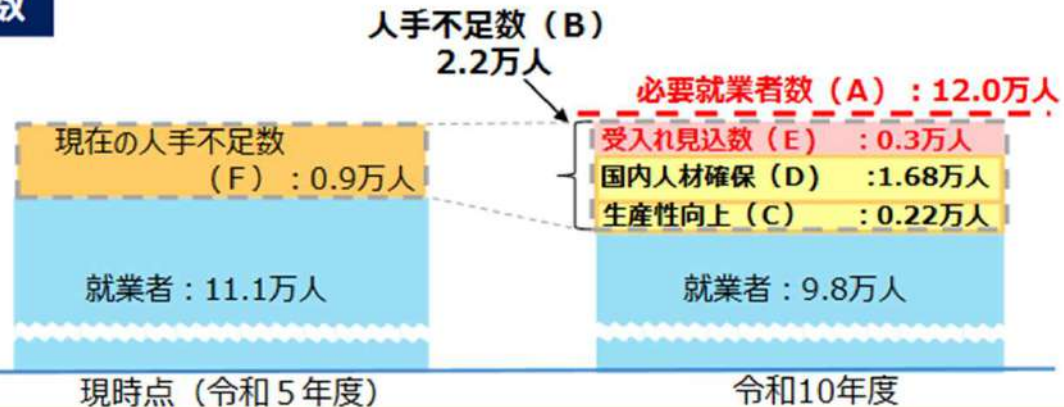 数
人手不足数（B）
2.2万人
必要就業者数（A）：12.0万人
現在の人手不足数
（F）：0.9万人
受入れ見込数（E）　：0.3万人
国内人材確保（D)　:1.68万人
生産性向上（C）　：0.22万人
就業者：11.1万人
就業者：9.8万人
現時点（令和５年度）
令和10年度